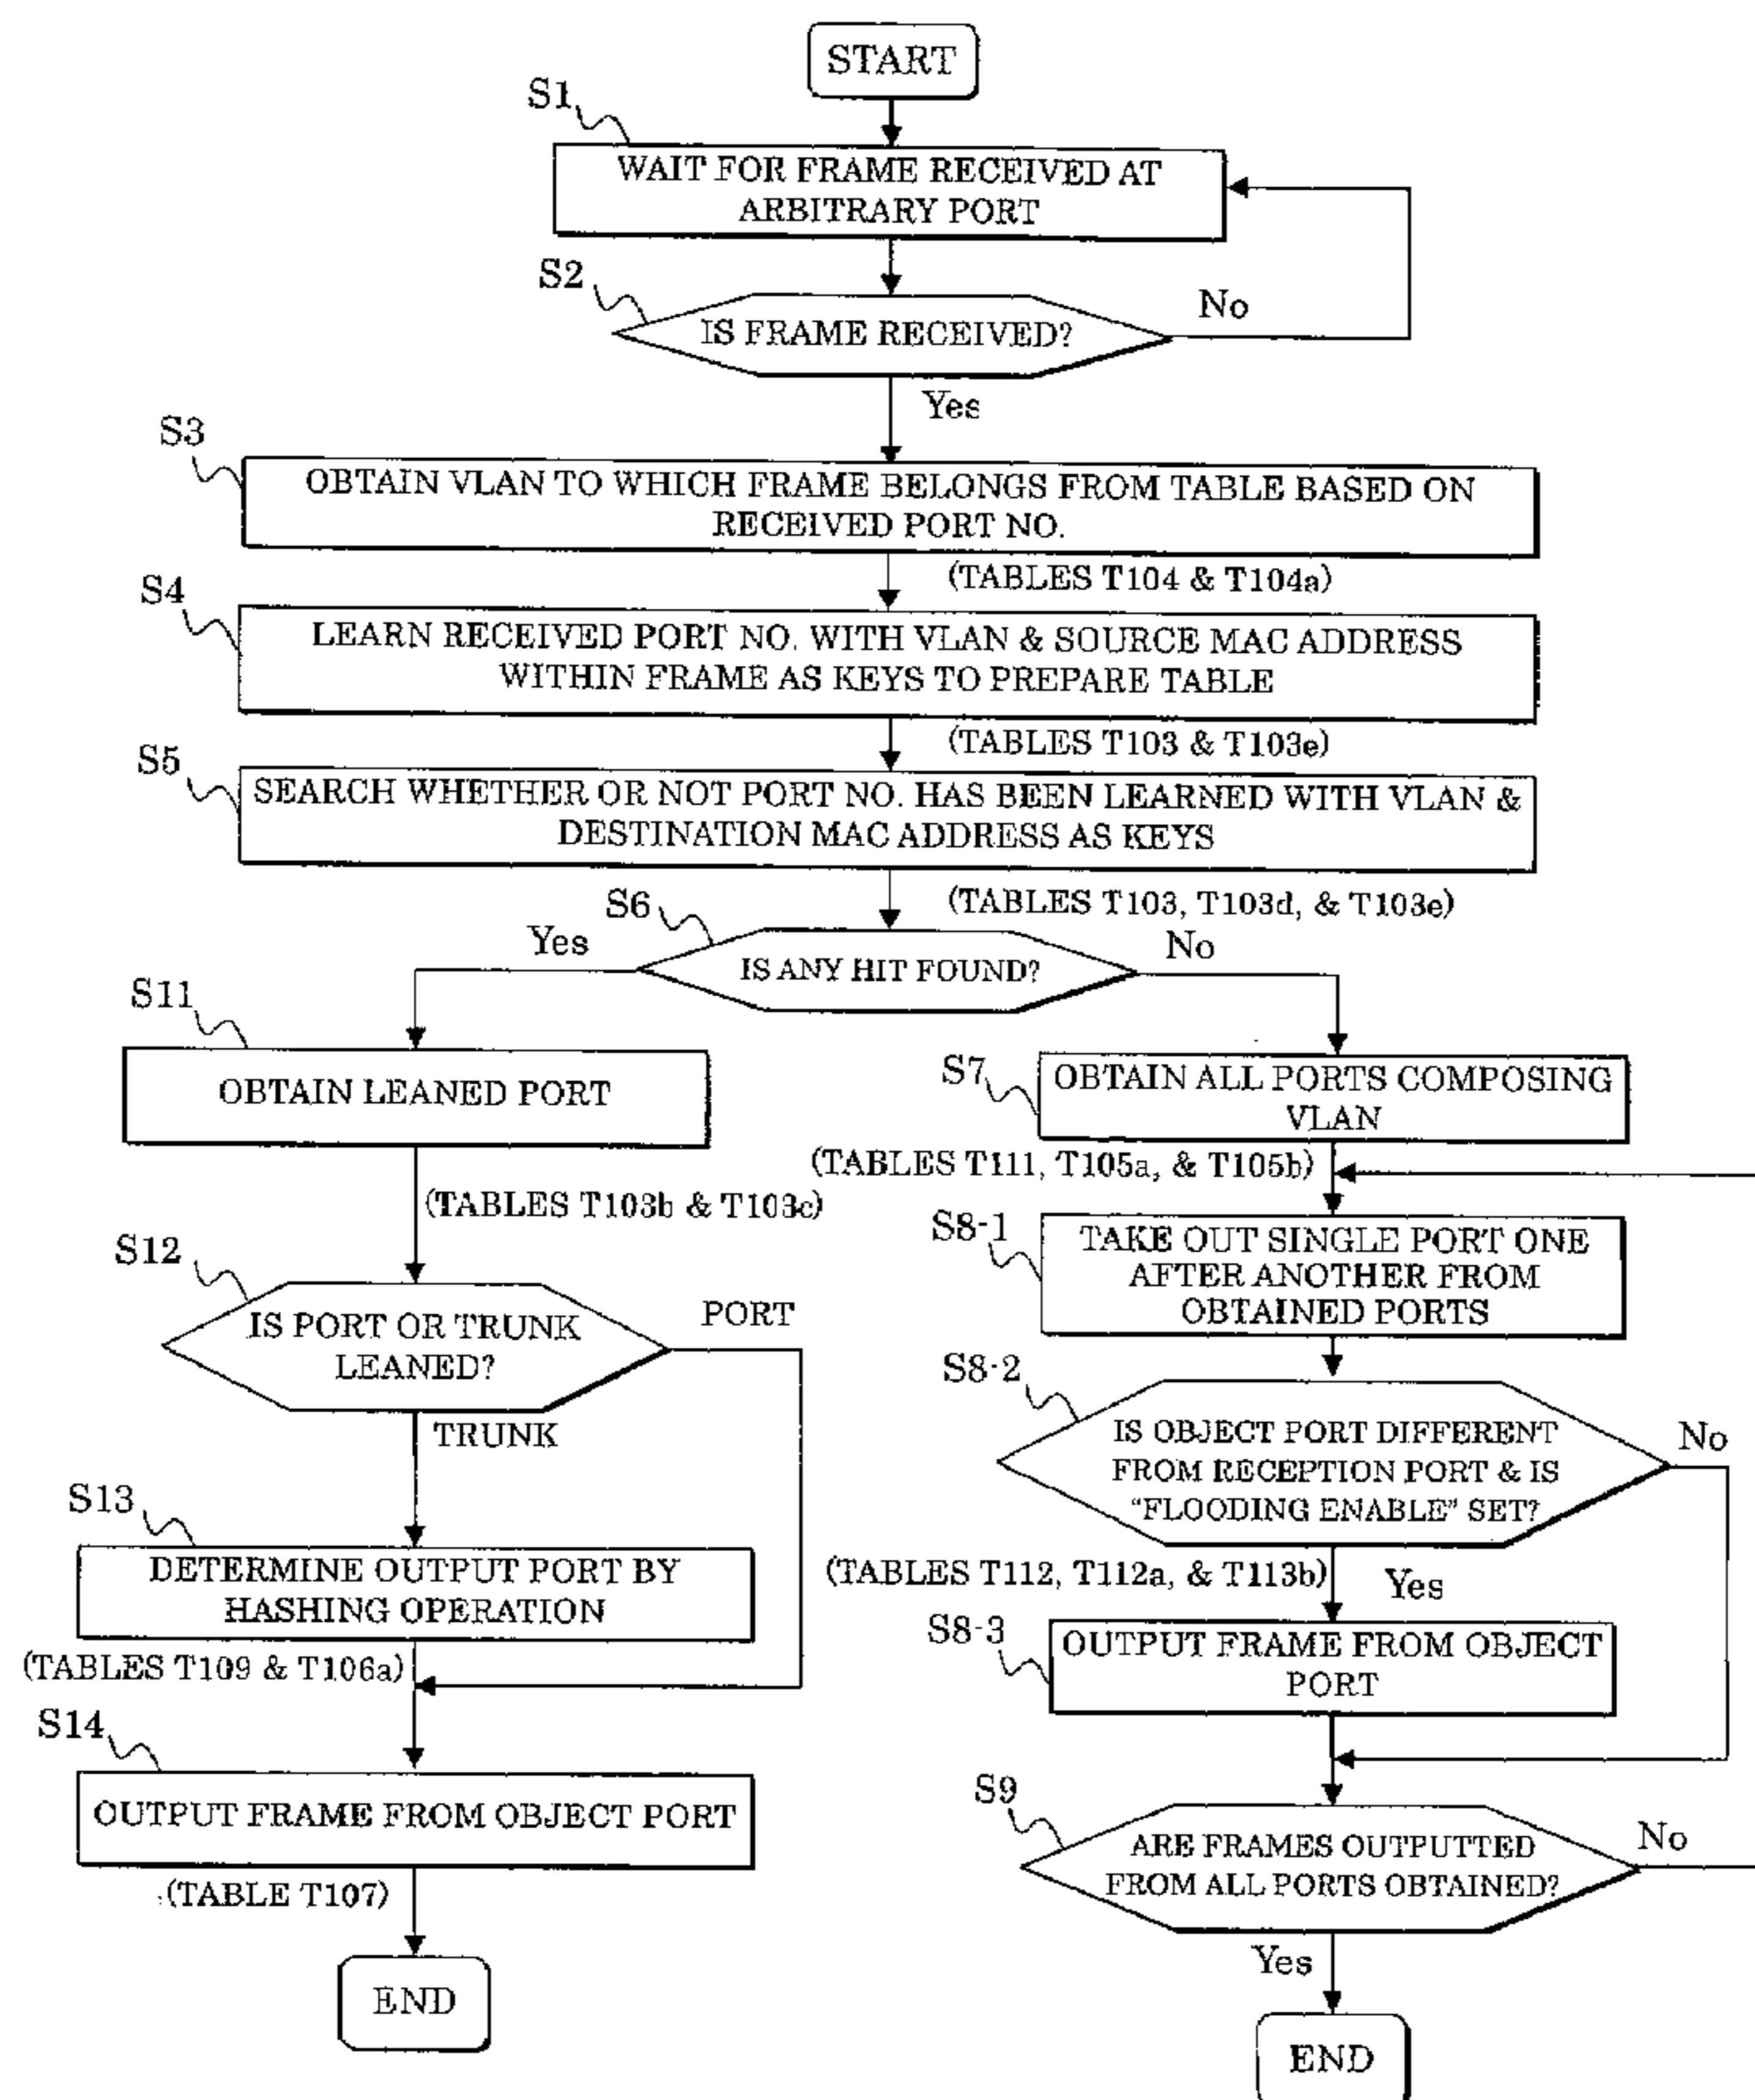 START
S1
WAIT FOR FRAME RECEIVED AT
ARBITRARY PORT
S2
IS FRAME RECEIVED?
No
Yes
S3
OBTAIN VLAN TO WHICH FRAME BELONGS FROM TABLE BASED ON
RECEIVED PORT NO.
(TABLES T104 & T104a)
S4
LEARN RECEIVED PORT NO. WITH VLAN & SOURCE MAC ADDRESS
WITHIN FRAME AS KEYS TO PREPARE TABLE
(TABLES T103 & T103e)
S5
SEARCH WHETHER OR NOT PORT NO. HAS BEEN LEARNED WITH VLAN &
DESTINATION MAC ADDRESS AS KEYS
(TABLES T103, T103d, & T103e)
S6
IS ANY HIT FOUND?
Yes
No
S11
OBTAIN LEANED PORT
(TABLES T103b & T103c)
S12
IS PORT OR TRUNK
LEANED?
PORT
TRUNK
S13
DETERMINE OUTPUT PORT BY
HASHING OPERATION
(TABLES T109 & T106a)
S14
OUTPUT FRAME FROM OBJECT PORT
(TABLE T107)
END
S7
OBTAIN ALL PORTS COMPOSING
VLAN
(TABLES T111, T105a, & T105b)
S8-1
TAKE OUT SINGLE PORT ONE
AFTER ANOTHER FROM
OBTAINED PORTS
S8-2
IS OBJECT PORT DIFFERENT
FROM RECEPTION PORT & IS
"FLOODING ENABLE" SET?
No
(TABLES T112, T112a, & T113b)
Yes
S8-3
OUTPUT FRAME FROM OBJECT
PORT
S9
ARE FRAMES OUTPUTTED
FROM ALL PORTS OBTAINED?
No
Yes
END